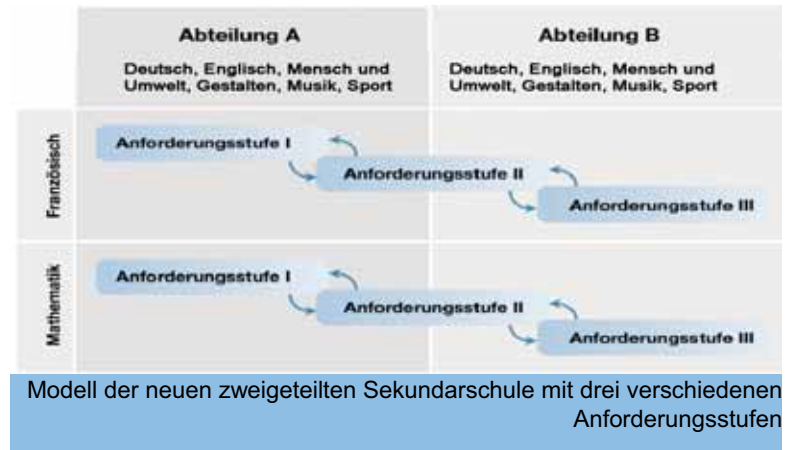 Abteilung A
Deutsch, Englisch, Mensch und
Umwelt, Gestalten, Musik, Sport
Abteilung B
Deutsch, Englisch, Mensch und
Umwelt, Gestalten, Musik, Sport
Französisch
Anforderungsstufe I
Anforderungsstufe II
Anforderungsstufe III
Mathematik
Anforderungsstufe I
Anforderungsstufe II
Anforderungsstufe III
Modell der neuen zweigeteilten Sekundarschule mit drei verschiedenen
Anforderungsstufen